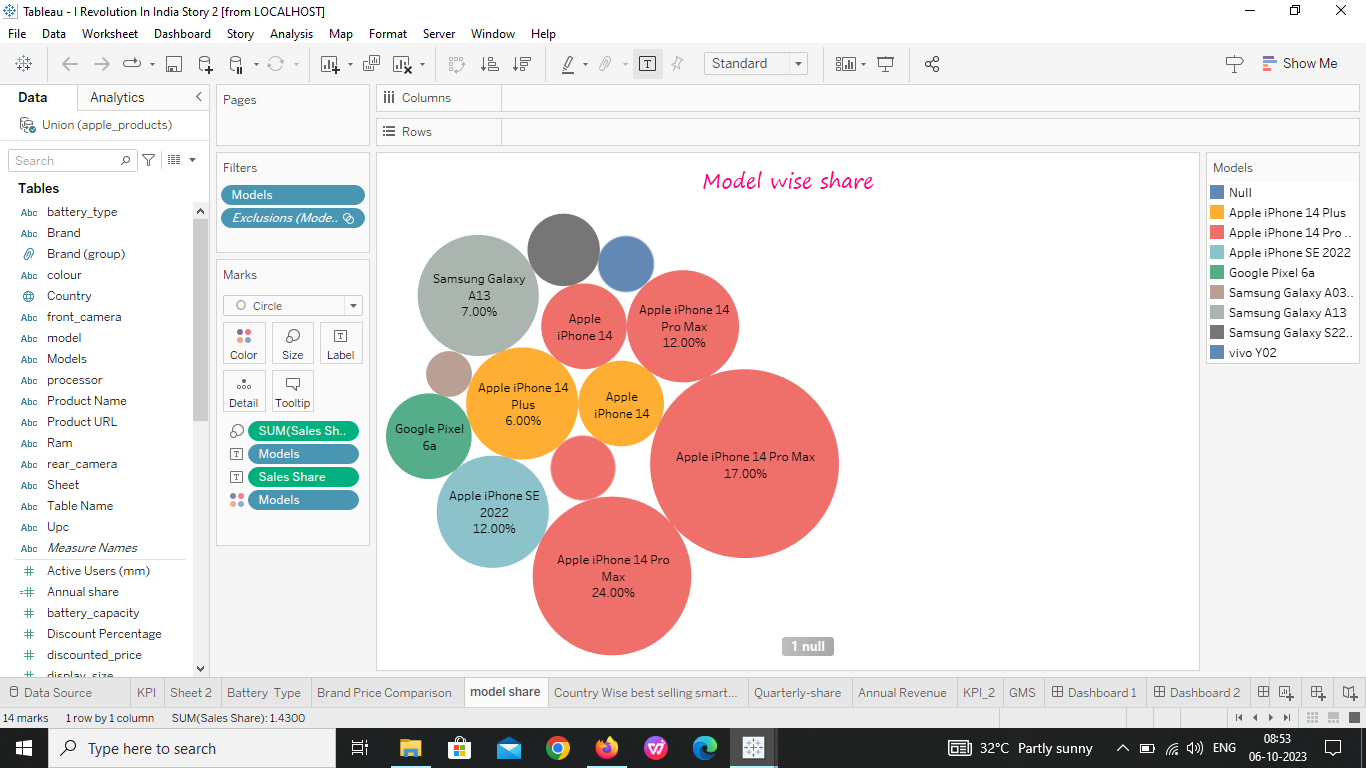 Tableau - I Revolution In India Story 2 [from LOCALHOST]
File Data Worksheet Dashboard Story Analysis Map Format Server Window Help
Standard
Show Me
Data Analytics
Union (apple_products)
Search
Tables
Abc battery_type
Abc Brand
Brand (group)
Abc colour
Country
Abc front_camera
Abc model
Abc Models
Abc processor
Abc Product Name
Abc Product URL
Abc Ram
Abc rear_camera
Abc Sheet
Abc Table Name
Abc Upc
Abc Measure Names
Active Users (mm)
Annual share
battery_capacity
Discount Percentage
discounted_price
display_size
Pages
Filters
Models
Exclusions (Mode..
Marks
Circle
Color Size Label
Detail Tooltip
SUM(Sales Sh..
Models
Sales Share
Models
Columns
Rows
Model wise share
Samsung Galaxy
A13
7.00%
Apple
iPhone 14
Apple iPhone 14
Pro Max
12.00%
Apple iPhone 14
Plus
6.00%
Apple
iPhone 14
Google Pixel
6a
Apple iPhone 14 Pro Max
17.00%
Apple iPhone SE
2022
12.00%
Apple iPhone 14 Pro
Max
24.00%
1 null
Models
Null
Apple iPhone 14 Plus
Apple iPhone 14 Pro ..
Apple iPhone SE 2022
Google Pixel 6a
Samsung Galaxy A03..
Samsung Galaxy A13
Samsung Galaxy S22..
vivo Y02
Data Source KPI Sheet 2 Battery Type Brand Price Comparison model share Country Wise best selling smart... Quarterly-share Annual Revenue KPI_2 GMS Dashboard 1 Dashboard 2
14 marks 1 row by 1 column SUM(Sales Share): 1.4300
Type here to search
32°C Partly sunny
ENG
08:53
06-10-2023